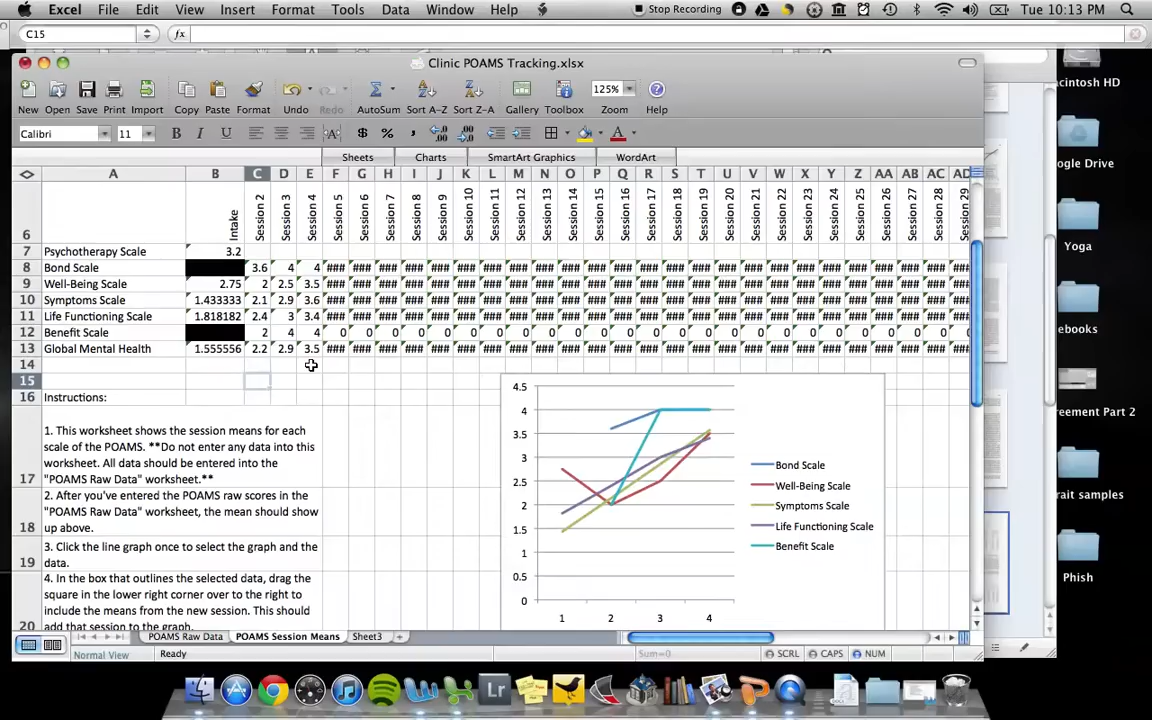 Excel File Edit View Insert Format Tools Data Window Help Stop Recording Tue 10:13 PM
C15 fx
Clinic POAMS Tracking.xlsx
New Open Save Print Import Copy Paste Format Undo Redo AutoSum Sort A-Z Sort Z-A Gallery Toolbox 125% Zoom Help
Calibri 11 B I U $ % ,
Sheets Charts SmartArt Graphics WordArt
A B C D E F G H I J K L M N O P Q R S T U V W X Y Z AA AB AC AD
6 Intake Session 2 Session 3 Session 4 Session 5 Session 6 Session 7 Session 8 Session 9 Session 10 Session 11 Session 12 Session 13 Session 14 Session 15 Session 16 Session 17 Session 18 Session 19 Session 20 Session 21 Session 22 Session 23 Session 24 Session 25 Session 26 Session 27 Session 28 Session 29
7 Psychotherapy Scale 3.2
8 Bond Scale 3.6 4 4 ### ### ### ### ### ### ### ### ### ### ### ### ### ### ### ### ### ### ### ### ### ### ### ### ###
9 Well-Being Scale 2.75 2 2.5 3.5 ### ### ### ### ### ### ### ### ### ### ### ### ### ### ### ### ### ### ### ### ### ### ### ### ###
10 Symptoms Scale 1.433333 2.1 2.9 3.6 ### ### ### ### ### ### ### ### ### ### ### ### ### ### ### ### ### ### ### ### ### ### ### ### ###
11 Life Functioning Scale 1.818182 2.4 3 3.4 ### ### ### ### ### ### ### ### ### ### ### ### ### ### ### ### ### ### ### ### ### ### ### ### ###
12 Benefit Scale 2 4 4 0 0 0 0 0 0 0 0 0 0 0 0 0 0 0 0 0 0 0 0 0 0 0 0 0
13 Global Mental Health 1.555556 2.2 2.9 3.5 ### ### ### ### ### ### ### ### ### ### ### ### ### ### ### ### ### ### ### ### ### ### ### ### ###
14
15
16 Instructions:
1. This worksheet shows the session means for each
scale of the POAMS. **Do not enter any data into this
worksheet. All data should be entered into the
17 "POAMS Raw Data" worksheet.**
2. After you've entered the POAMS raw scores in the
"POAMS Raw Data" worksheet, the mean should show
18 up above.
3. Click the line graph once to select the graph and the
19 data.
4. In the box that outlines the selected data, drag the
square in the lower right corner over to the right to
include the means from the new session. This should
20 add that session to the graph.
4.5
4
3.5
3
2.5
2
1.5
1
0.5
0
1 2 3 4
Bond Scale
Well-Being Scale
Symptoms Scale
Life Functioning Scale
Benefit Scale
POAMS Raw Data POAMS Session Means Sheet3 +
Normal View Ready Sum=0 SCRL CAPS NUM
acintosh HD
ogle Drive
Yoga
ebooks
reement Part 2
rait samples
Phish
Lr